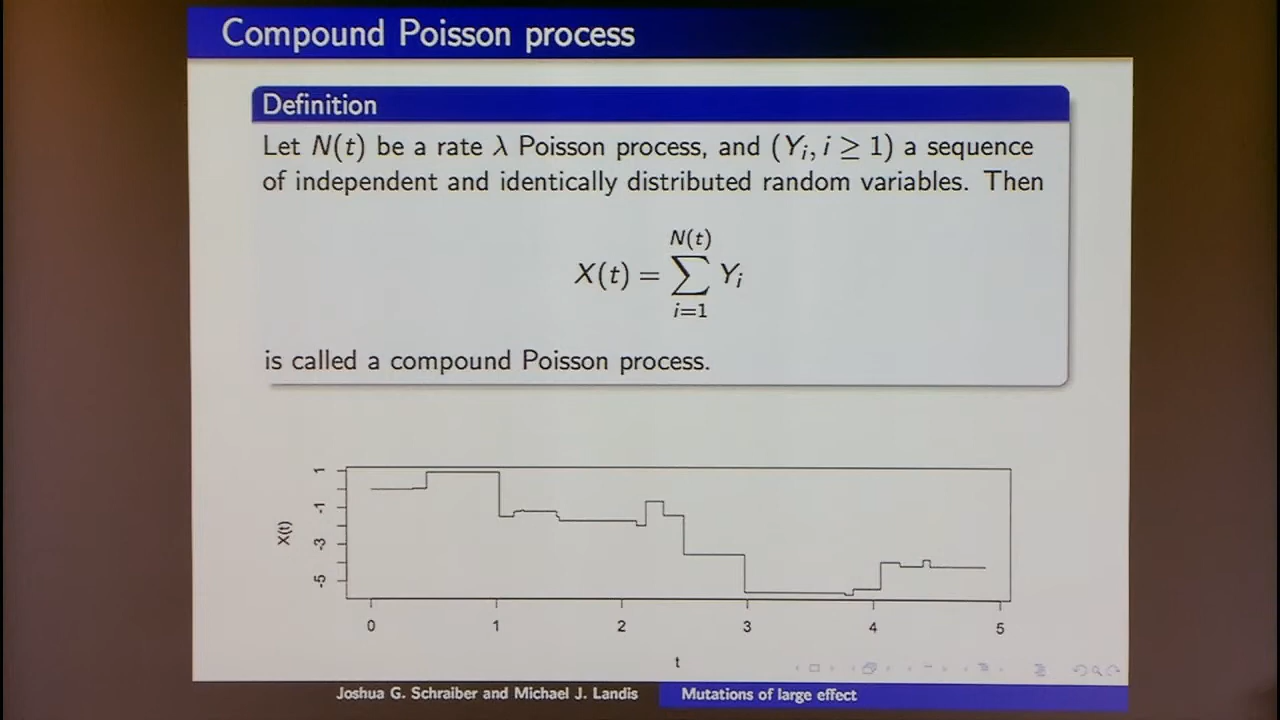 Compound Poisson process
Definition
Let N(t) be a rate λ Poisson process, and (Yᵢ, i ≥ 1) a sequence
of independent and identically distributed random variables. Then
N(t)
X(t) = ∑ Yᵢ
i=1
is called a compound Poisson process.
1
-1
-3
-5
X(t)
0 1 2 3 4 5
t
Joshua G. Schraiber and Michael J. Landis Mutations of large effect